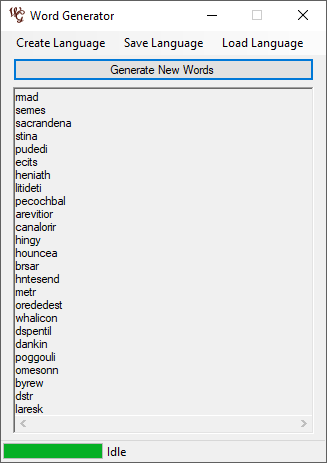 Word Generator
Create Language Save Language Load Language
Generate New Words
rmad
semes
sacrandena
stina
pudedi
ecits
heniath
litideti
pecochbal
arevitior
canalorir
hingy
houncea
brsar
hntesend
metr
orededest
whalicon
dspentil
dankin
poggouli
omesonn
byrew
dstr
laresk
Idle